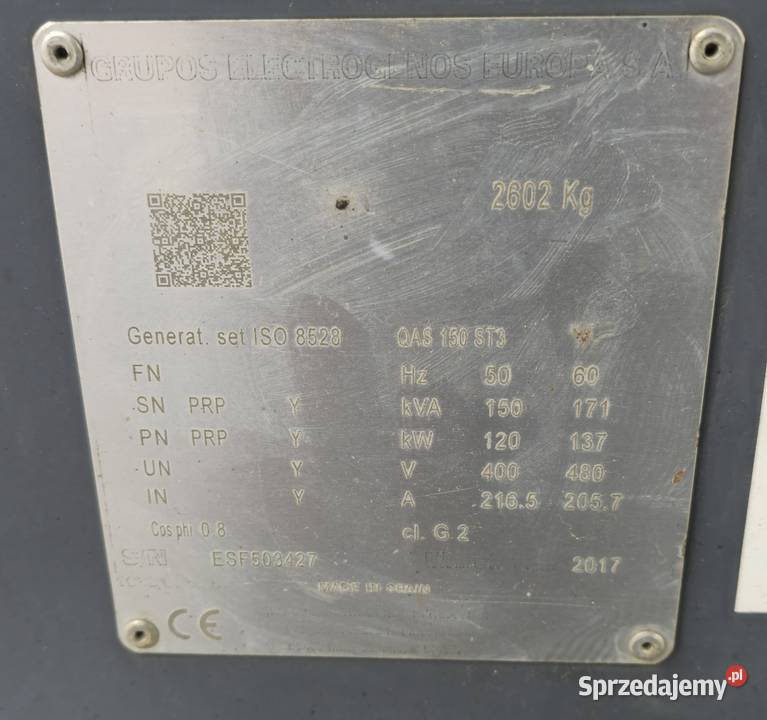 GRUPOS ELECTROGENOS EUROPA S.A
2602 Kg
Generat. set ISO 8528 QAS 150 ST3
FN Hz 50 60
SN PRP Y kVA 150 171
PN PRP Y kW 120 137
UN Y V 400 480
IN Y A 216.5 205.7
Cos phi 0.8 cl. G 2
S/N ESF503427 2017
MADE IN SPAIN
CE
Sprzedajemy.pl